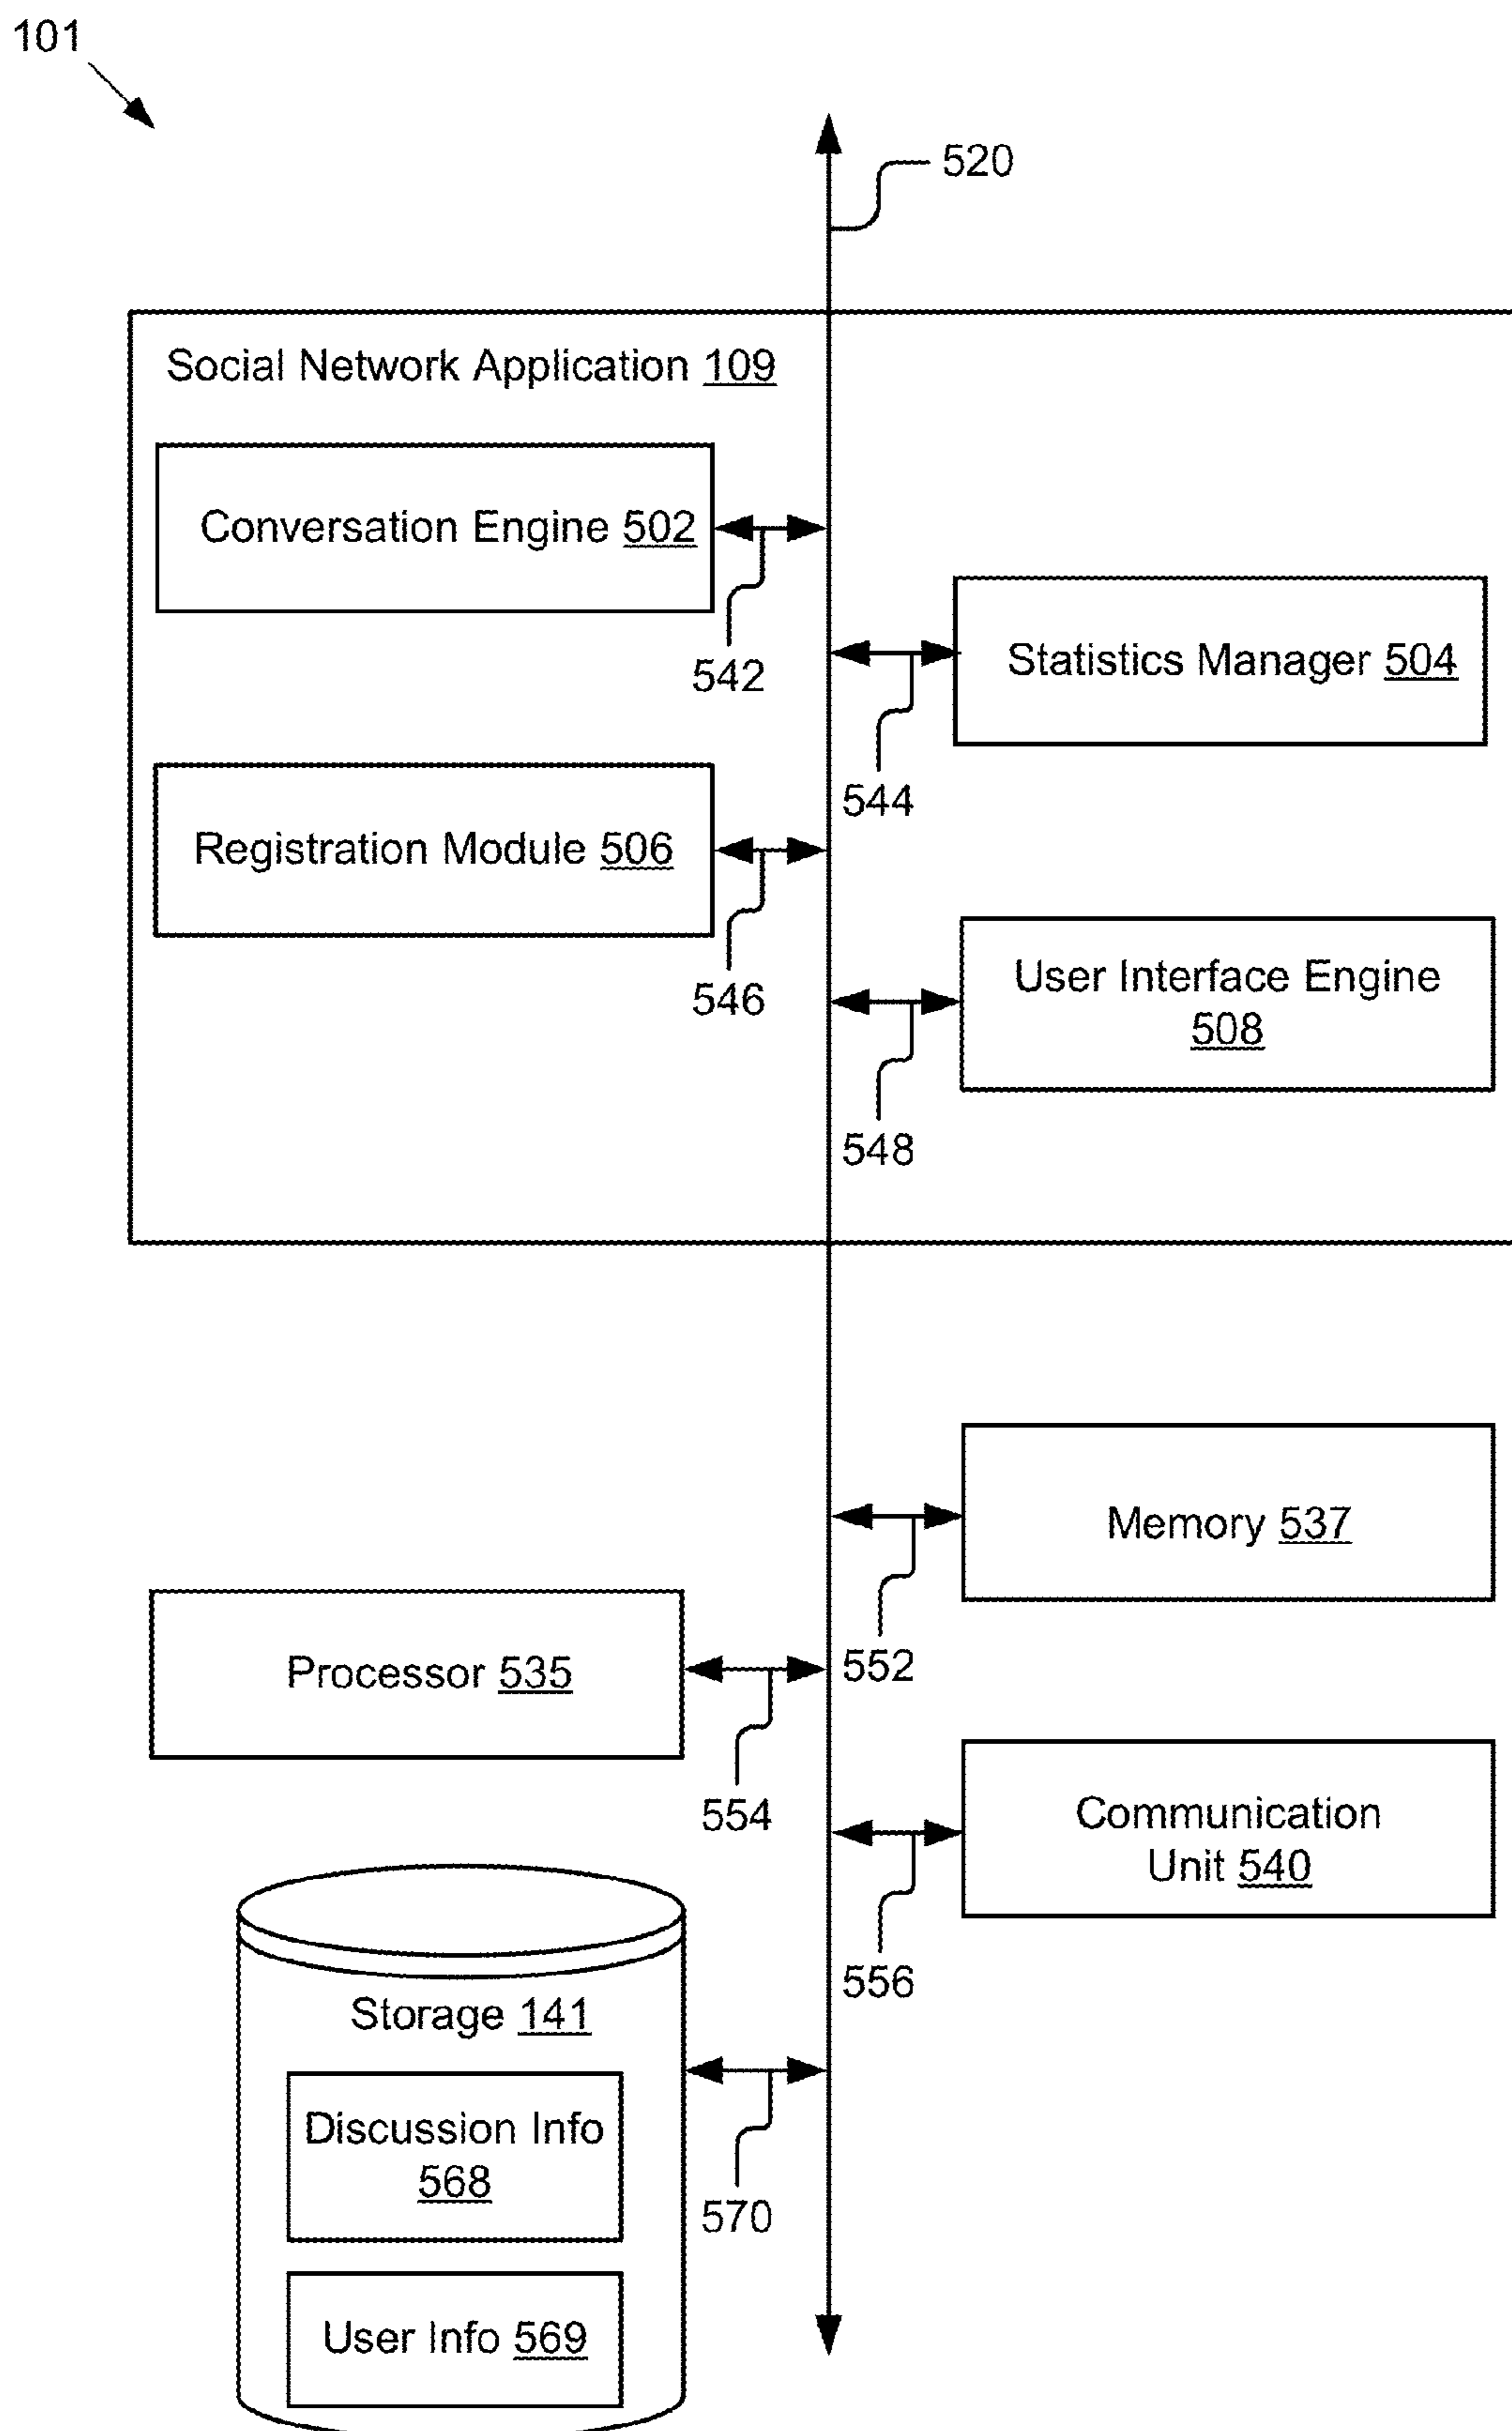 101
520
Social Network Application 109
Conversation Engine 502
542
Statistics Manager 504
544
Registration Module 506
546
User Interface Engine
508
548
Memory 537
552
Processor 535
554
Communication
Unit 540
556
Storage 141
Discussion Info
568
570
User Info 569